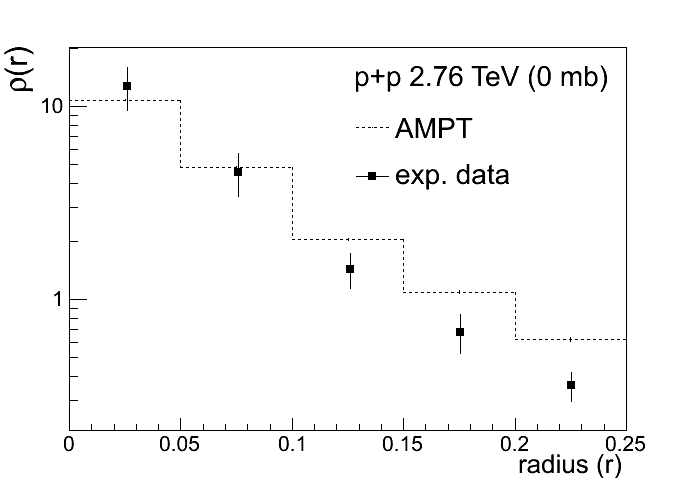 ρ(r)
p+p 2.76 TeV (0 mb)
AMPT
exp. data
10
1
0 0.05 0.1 0.15 0.2 0.25
radius (r)